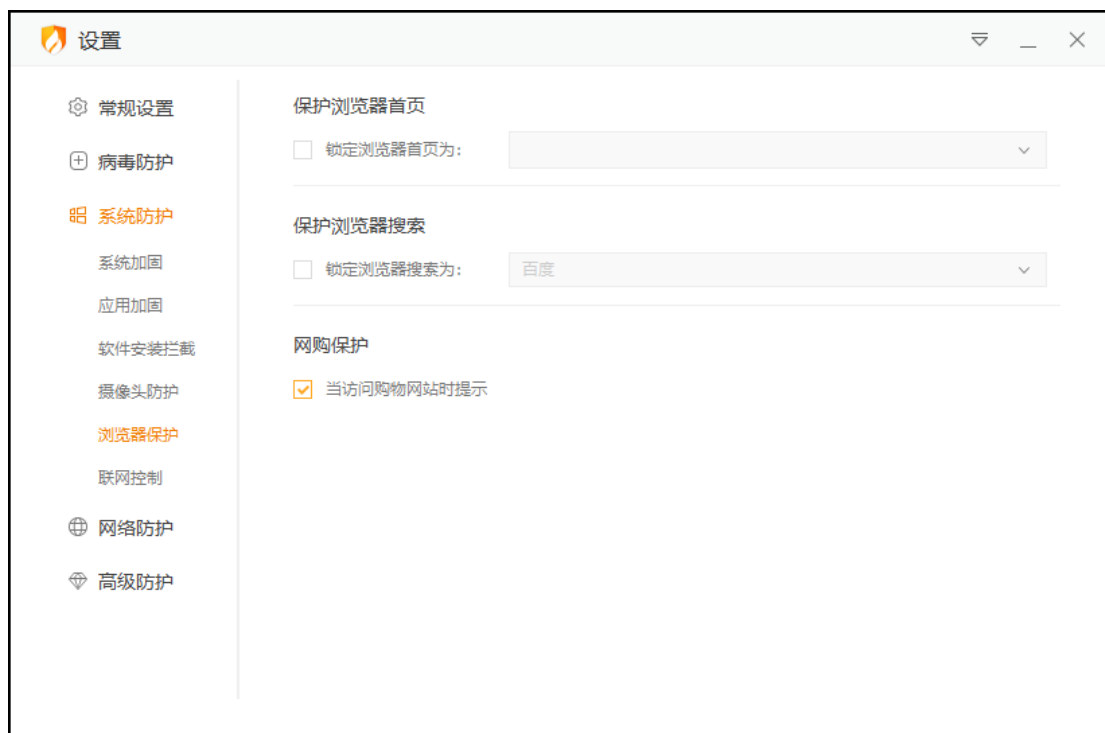 设置
常规设置
病毒防护
系统防护
系统加固
应用加固
软件安装拦截
摄像头防护
浏览器保护
联网控制
网络防护
高级防护
保护浏览器首页
锁定浏览器首页为:
保护浏览器搜索
锁定浏览器搜索为: 百度
网购保护
当访问购物网站时提示